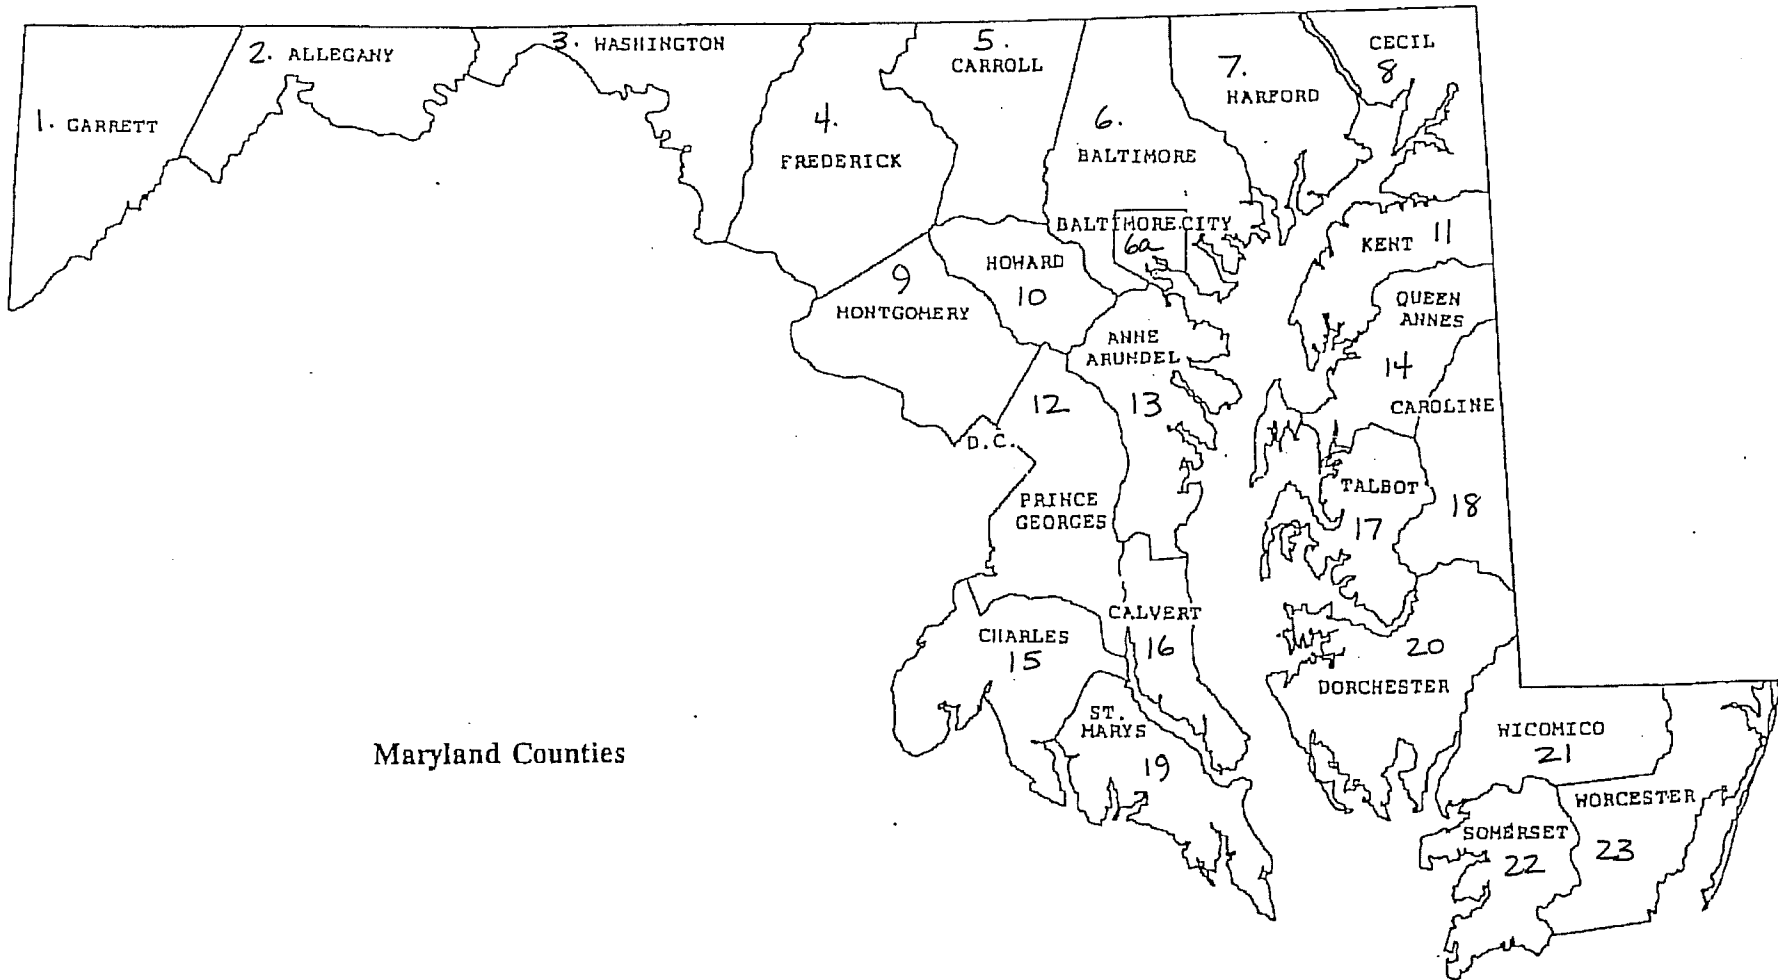 1. GARRETT
2. ALLEGANY
3. WASHINGTON
4.
FREDERICK
5.
CARROLL
6.
BALTIMORE
BALTIMORE CITY
6a
7.
HARFORD
CECIL
8
9
MONTGOMERY
HOWARD
10
KENT 11
QUEEN
ANNES
14
12
PRINCE
GEORGES
D.C.
ANNE
ARUNDEL
13
CAROLINE
18
TALBOT
17
CHARLES
15
CALVERT
16
ST.
MARYS
19
20
DORCHESTER
WICOMICO
21
SOMERSET
22
WORCESTER
23
Maryland Counties